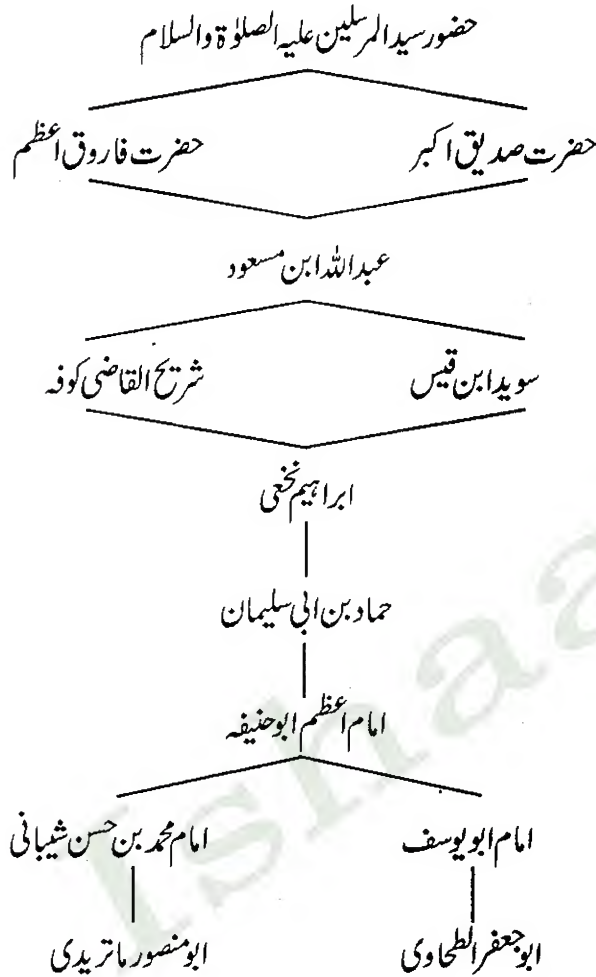 حضور سید المرسلین علیہ الصلوٰۃ والسلام
حضرت صدیق اکبر حضرت فاروق اعظم
عبداللہ ابن مسعود
سوید ابن قیس شریح القاضی کوفہ
ابراہیم نخعی
حماد بن ابی سلیمان
امام اعظم ابو حنیفہ
امام ابو یوسف امام محمد بن حسن شیبانی
ابو جعفر الطحاوی ابو منصور ماتریدی